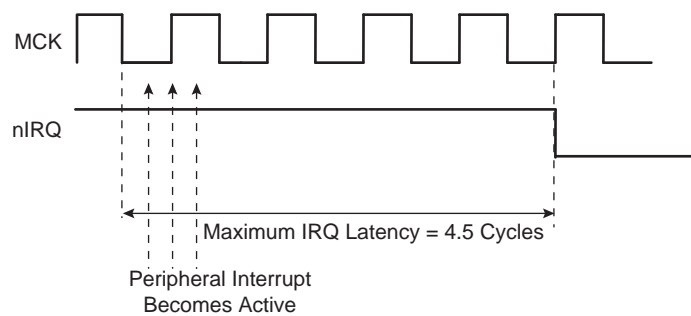 MCK
nIRQ
Maximum IRQ Latency = 4.5 Cycles
Peripheral Interrupt
Becomes Active